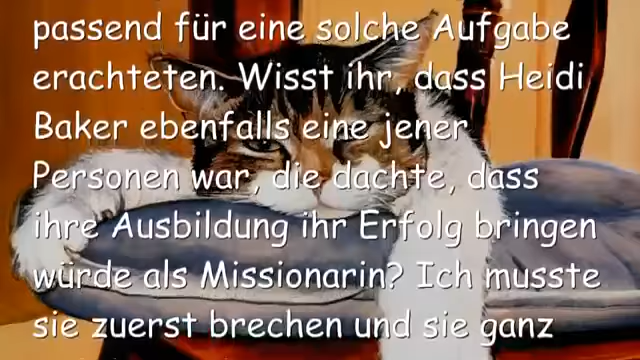 passend für eine solche Aufgabe
erachteten. Wisst ihr, dass Heidi
Baker ebenfalls eine jener
Personen war, die dachte, dass
ihre Ausbildung ihr Erfolg bringen
würde als Missionarin? Ich musste
sie zuerst brechen und sie ganz